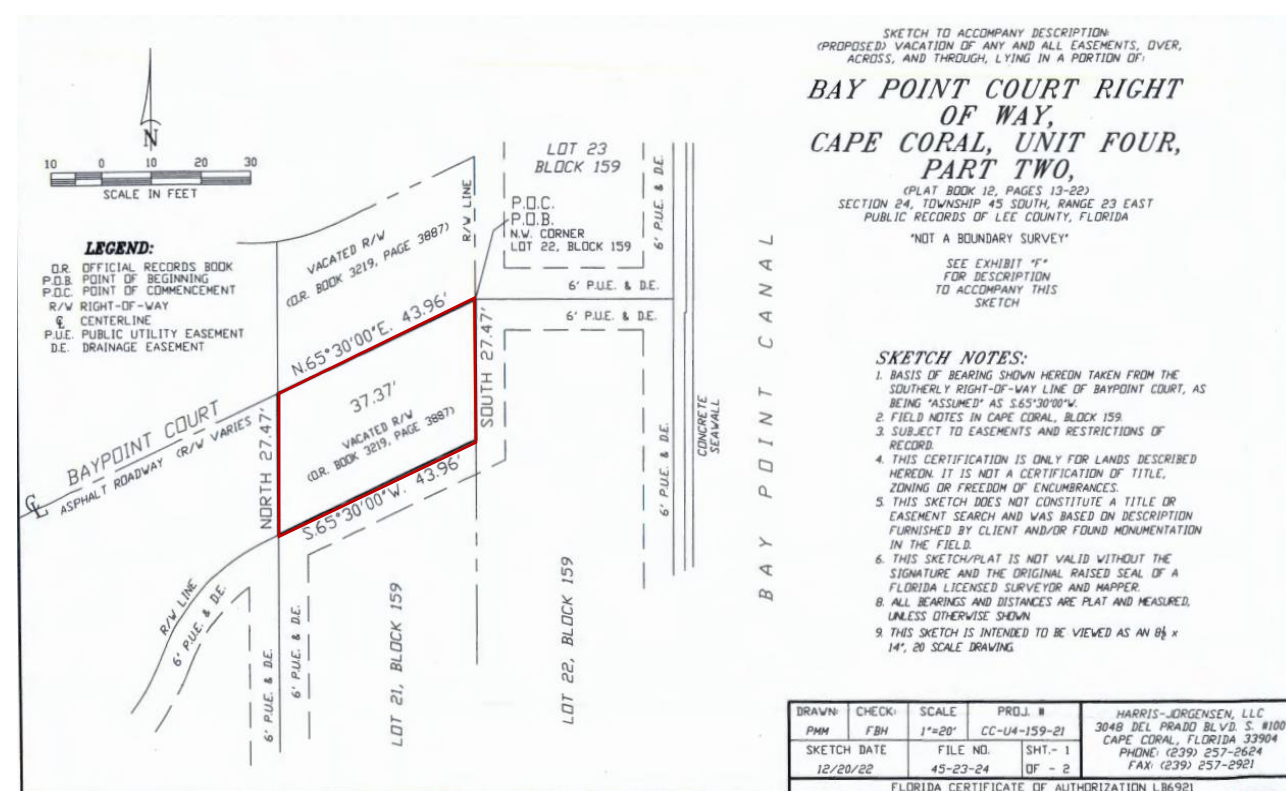 SKETCH TO ACCOMPANY DESCRIPTION:
(PROPOSED) VACATION OF ANY AND ALL EASEMENTS, OVER,
ACROSS, AND THROUGH, LYING IN A PORTION OF:
BAY POINT COURT RIGHT
OF WAY,
CAPE CORAL, UNIT FOUR,
PART TWO,
(PLAT BOOK 12, PAGES 13-22)
SECTION 24, TOWNSHIP 45 SOUTH, RANGE 23 EAST
PUBLIC RECORDS OF LEE COUNTY, FLORIDA
"NOT A BOUNDARY SURVEY"
SEE EXHIBIT "F"
FOR DESCRIPTION
TO ACCOMPANY THIS
SKETCH
N
10 0 10 20 30
SCALE IN FEET
LEGEND:
O.R. OFFICIAL RECORDS BOOK
P.O.B. POINT OF BEGINNING
P.O.C. POINT OF COMMENCEMENT
R/W RIGHT-OF-WAY
℄ CENTERLINE
P.U.E. PUBLIC UTILITY EASEMENT
D.E. DRAINAGE EASEMENT
LOT 23
BLOCK 159
P.O.C.
P.O.B.
N.W. CORNER
LOT 22, BLOCK 159
R/W LINE
6' P.U.E. & D.E.
VACATED R/W
(O.R. BOOK 3219, PAGE 3887)
6' P.U.E. & D.E.
6' P.U.E. & D.E.
N.65°30'00"E. 43.96'
SOUTH 27.47'
37.37'
VACATED R/W
(O.R. BOOK 3219, PAGE 3887)
S.65°30'00"W. 43.96'
NORTH 27.47'
BAYPOINT COURT
ASPHALT ROADWAY (R/W VARIES)
℄
CONCRETE
SEAWALL
6' P.U.E. & D.E.
BAY POINT CANAL
R/W LINE
6' P.U.E. & D.E.
6' P.U.E. & D.E.
6' P.U.E. & D.E.
LOT 21, BLOCK 159
LOT 22, BLOCK 159
SKETCH NOTES:
1. BASIS OF BEARING SHOWN HEREON TAKEN FROM THE
SOUTHERLY RIGHT-OF-WAY LINE OF BAYPOINT COURT, AS
BEING "ASSUMED" AS S.65°30'00"W.
2. FIELD NOTES IN CAPE CORAL, BLOCK 159.
3. SUBJECT TO EASEMENTS AND RESTRICTIONS OF
RECORD.
4. THIS CERTIFICATION IS ONLY FOR LANDS DESCRIBED
HEREON. IT IS NOT A CERTIFICATION OF TITLE,
ZONING OR FREEDOM OF ENCUMBRANCES.
5. THIS SKETCH DOES NOT CONSTITUTE A TITLE OR
EASEMENT SEARCH AND WAS BASED ON DESCRIPTION
FURNISHED BY CLIENT AND/OR FOUND MONUMENTATION
IN THE FIELD.
6. THIS SKETCH/PLAT IS NOT VALID WITHOUT THE
SIGNATURE AND THE ORIGINAL RAISED SEAL OF A
FLORIDA LICENSED SURVEYOR AND MAPPER.
8. ALL BEARINGS AND DISTANCES ARE PLAT AND MEASURED,
UNLESS OTHERWISE SHOWN
9. THIS SKETCH IS INTENDED TO BE VIEWED AS AN 8½ x
14", 20 SCALE DRAWING.
DRAWN: CHECK: SCALE PROJ. #
PMM FBH 1"=20' CC-U4-159-21
SKETCH DATE FILE NO. SHT.- 1
12/20/22 45-23-24 OF - 2
HARRIS-JORGENSEN, LLC
3048 DEL PRADO BLVD. S. #100
CAPE CORAL, FLORIDA 33904
PHONE: (239) 257-2624
FAX: (239) 257-2921
FLORIDA CERTIFICATE OF AUTHORIZATION LB6921